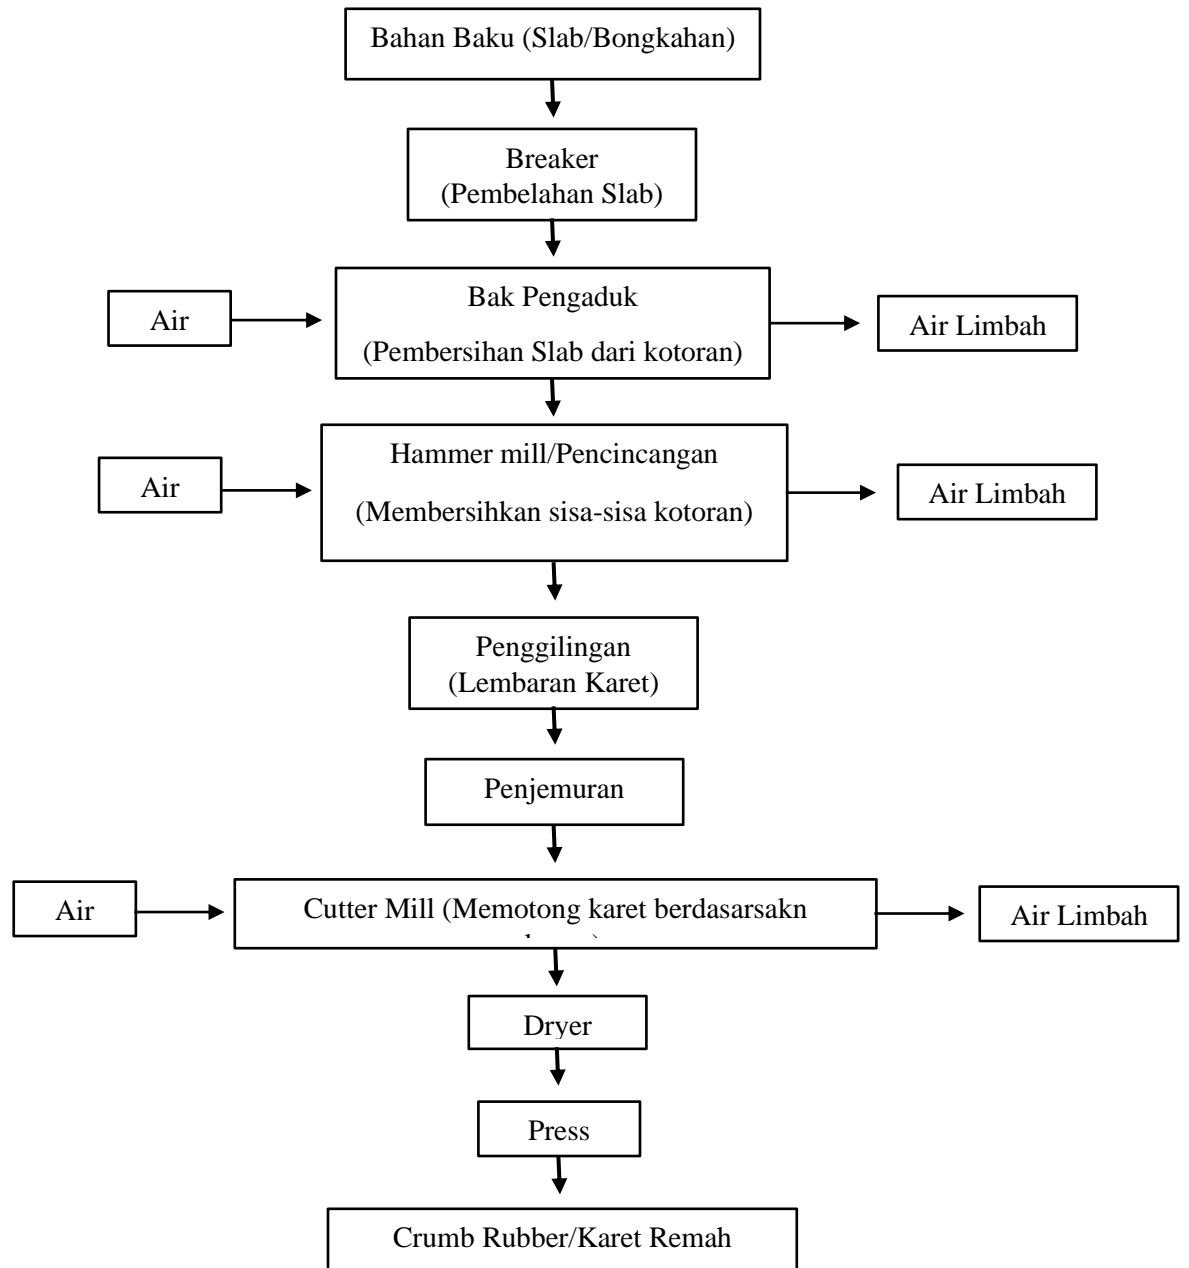 Bahan Baku (Slab/Bongkahan)
Breaker
(Pembelahan Slab)
Bak Pengaduk
Air
Air Limbah
(Pembersihan Slab dari kotoran)
Hammer mill/Pencincangan
Air
Air Limbah
(Membersihkan sisa-sisa kotoran)
Penggilingan
(Lembaran Karet)
Penjemuran
Air
Cutter Mill (Memotong karet berdasarsakn
Air Limbah
Dryer
Press
Crumb Rubber/Karet Remah